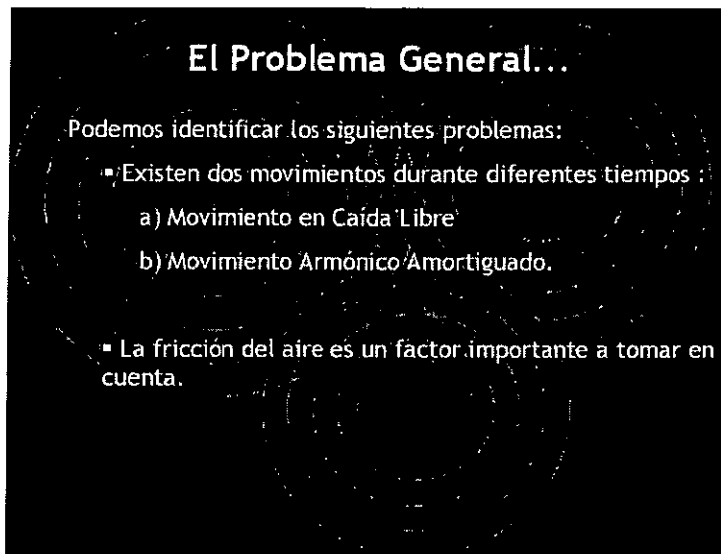 El Problema General...
Podemos identificar los siguientes problemas:
▪ Existen dos movimientos durante diferentes tiempos :
a) Movimiento en Caída Libre
b) Movimiento Armónico Amortiguado.
▪ La fricción del aire es un factor importante a tomar en
cuenta.